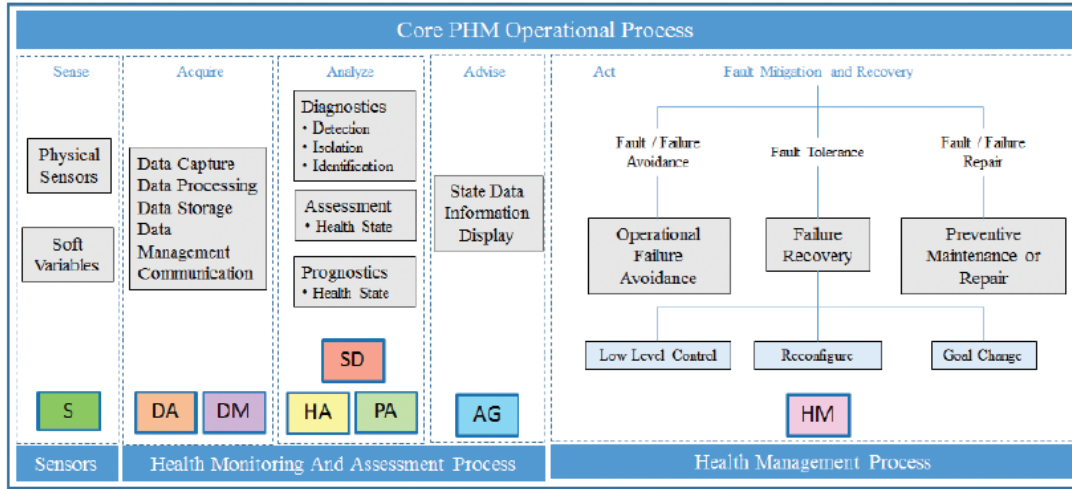 Core PHM Operational Process
Sense
Acquire
Analyze
Advise
Act
Fault Mitigation and Recovery
Physical
Sensors
Soft
Variables
Data Capture
Data Processing
Data Storage
Data
Management
Communication
Diagnostics
• Detection
• Isolation
• Identification
Assessment
• Health State
Prognostics
• Health State
State Data
Information
Display
Fault / Failure
Avoidance
Fault Tolerance
Fault / Failure
Repair
Operational
Failure
Avoidance
Failure
Recovery
Preventive
Maintenance or
Repair
Low Level Control
Reconfigure
Goal Change
S
DA
DM
SD
HA
PA
AG
HM
Sensors
Health Monitoring And Assessment Process
Health Management Process